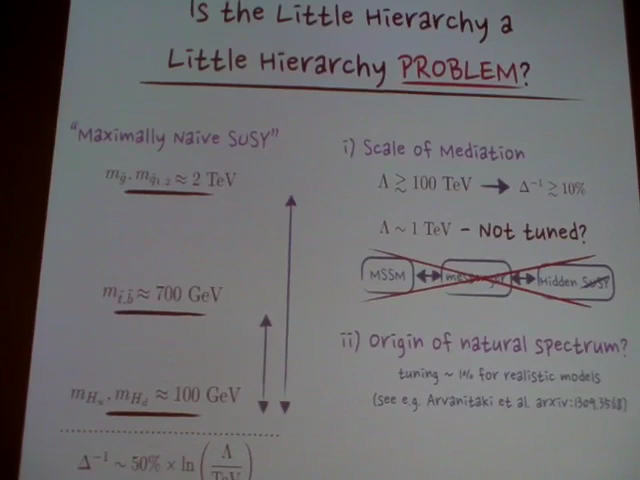 Is the Little Hierarchy a
Little Hierarchy PROBLEM?
"Maximally Naive SUSY"
m_g̃, m_q̃1,2 ≈ 2 TeV
m_t̃,b̃ ≈ 700 GeV
m_Hu, m_Hd ≈ 100 GeV
Δ⁻¹ ~ 50% × ln (Λ/TeV)
i) Scale of Mediation
Λ ≳ 100 TeV → Δ⁻¹ ≳ 10%
Λ ~ 1 TeV - Not tuned?
MSSM ↔ messenger ↔ Hidden SUSY
ii) Origin of natural spectrum?
tuning ~ 1% for realistic models
(see e.g. Arvanitaki et al. arxiv:1309.3568)